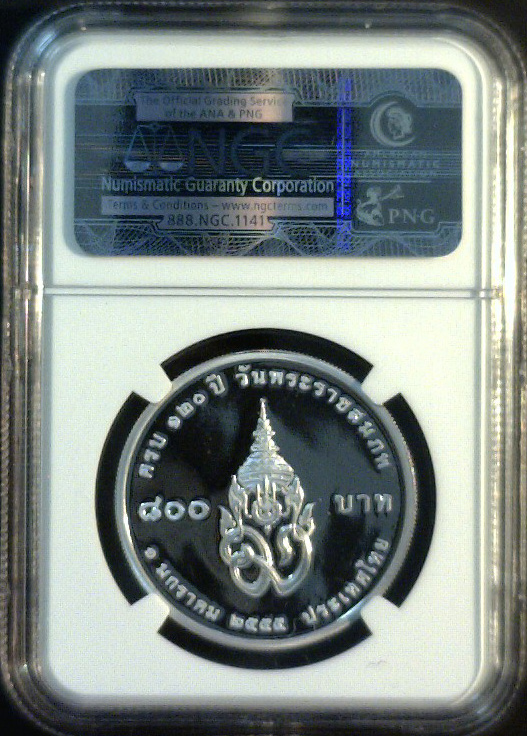 The Official Grading Service
of the ANA & PNG
NGC
Numismatic Guaranty Corporation
Terms & Conditions – www.ngcterms.com
888.NGC.1141
NUMISMATIC
ASSOCIATION
PNG
ครบ ๑๒๐ ปี วันพระราชสมภพ
๘๐๐ บาท
๑ มกราคม ๒๕๕๕ ประเทศไทย